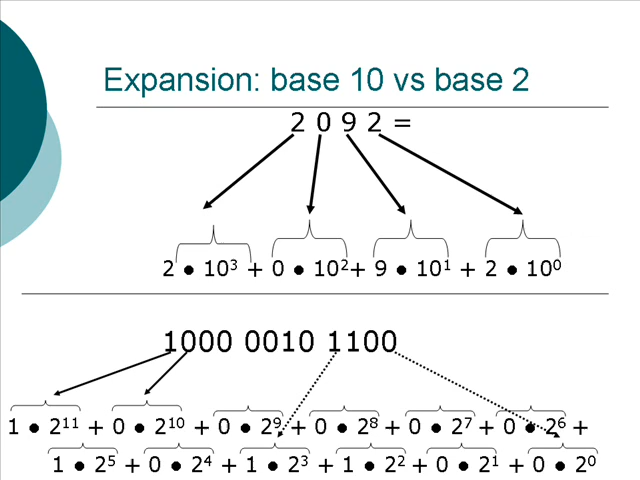 Expansion: base 10 vs base 2
2 0 9 2 =
2 ● 10³ + 0 ● 10²+ 9 ● 10¹ + 2 ● 10⁰
1000 0010 1100
1 ● 2¹¹ + 0 ● 2¹⁰ + 0 ● 2⁹ + 0 ● 2⁸ + 0 ● 2⁷ + 0 ● 2⁶ +
1 ● 2⁵ + 0 ● 2⁴ + 1 ● 2³ + 1 ● 2² + 0 ● 2¹ + 0 ● 2⁰